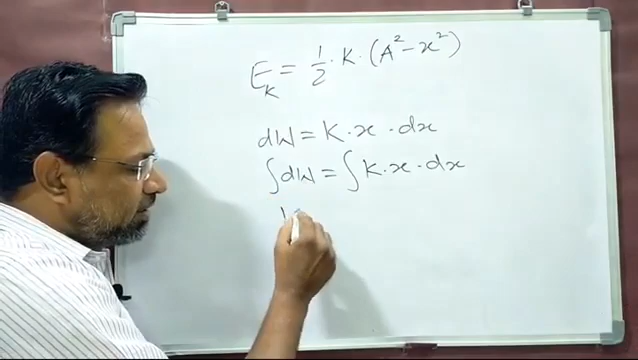 E_K = 1/2 · K · (A² − x²)
dW = K · x · dx
∫dW = ∫K · x · dx